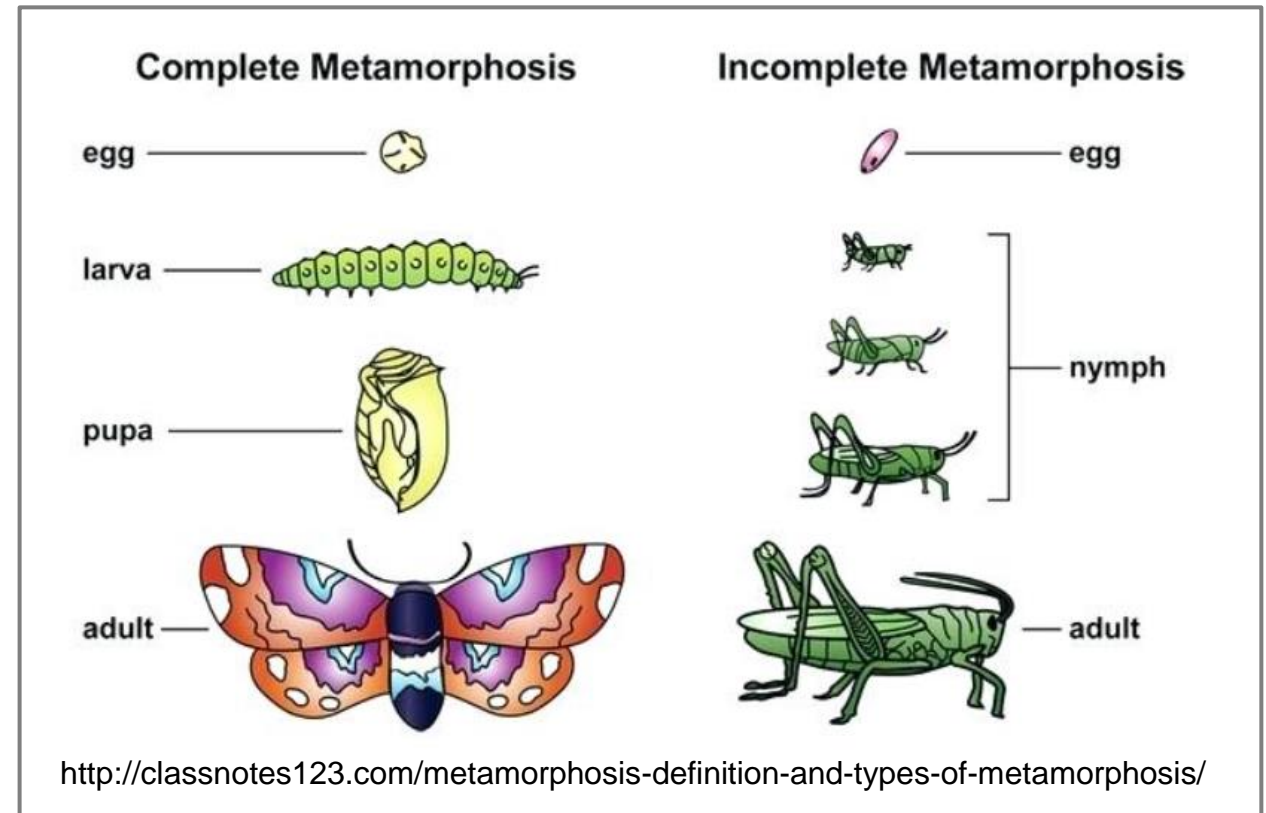 Complete Metamorphosis
egg
larva
pupa
adult
Incomplete Metamorphosis
egg
nymph
adult
http://classnotes123.com/metamorphosis-definition-and-types-of-metamorphosis/